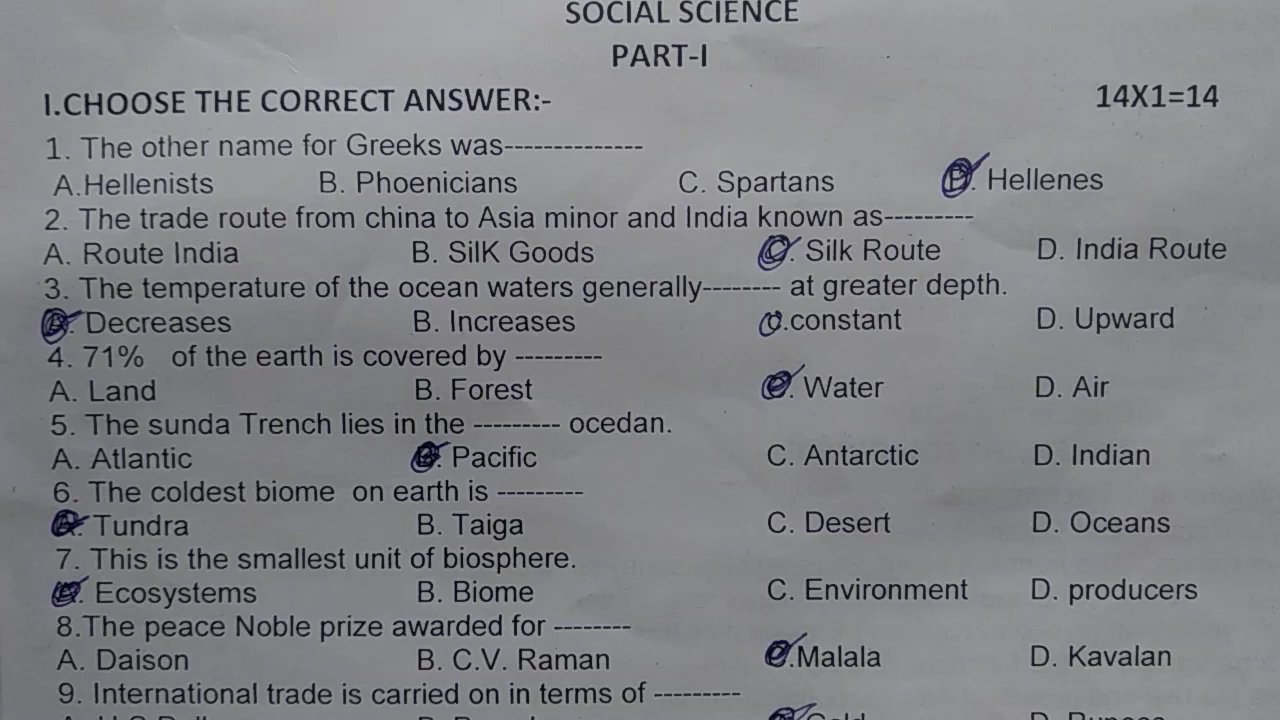 SOCIAL SCIENCE
PART-I
I.CHOOSE THE CORRECT ANSWER:- 14X1=14
1. The other name for Greeks was--------------
A.Hellenists B. Phoenicians C. Spartans D. Hellenes
2. The trade route from china to Asia minor and India known as---------
A. Route India B. SilK Goods C. Silk Route D. India Route
3. The temperature of the ocean waters generally-------- at greater depth.
A. Decreases B. Increases C.constant D. Upward
4. 71% of the earth is covered by ---------
A. Land B. Forest C. Water D. Air
5. The sunda Trench lies in the --------- ocedan.
A. Atlantic B. Pacific C. Antarctic D. Indian
6. The coldest biome on earth is ---------
A. Tundra B. Taiga C. Desert D. Oceans
7. This is the smallest unit of biosphere.
A. Ecosystems B. Biome C. Environment D. producers
8.The peace Noble prize awarded for --------
A. Daison B. C.V. Raman C.Malala D. Kavalan
9. International trade is carried on in terms of ---------